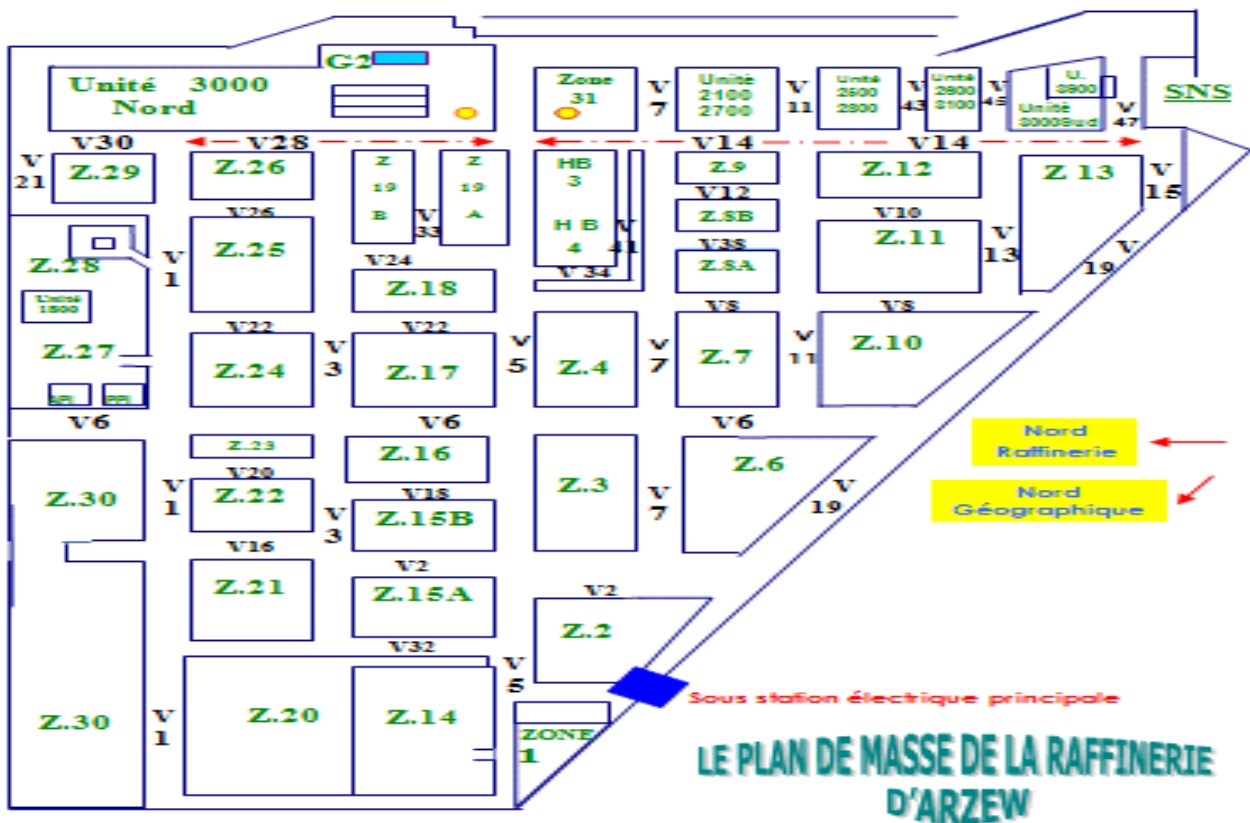 G2
Unité 3000
Nord
Zone
31
V
7
Unité
2100
2700
V
11
Unité
2500
2800
V
43
Unité
2900
3100
V
45
U.
3900
Unité
3000Sud
V
47
SNS
V30
V28
V14
V14
V
21
Z.29
Z.26
Z
19
B
V
33
Z
19
A
HB
3
H B
4
V
41
Z.9
V12
Z.8B
V38
Z.8A
Z.12
V10
Z.11
V
13
Z 13
V
15
V
19
V26
Z.25
V
1
Z.28
Unité
1800
Z.27
API
PPI
V24
Z.18
V 34
V22
V22
V8
V8
Z.24
V
3
Z.17
V
5
Z.4
V
7
Z.7
V
11
Z.10
V6
V6
V6
Z.30
V
1
Z.23
V20
Z.22
V
3
Z.16
V18
Z.15B
Z.3
V
7
Z.6
V
19
Nord
Raffinerie
Nord
Géographique
V16
Z.21
V2
Z.15A
V2
Z.2
V32
V
5
Z.30
V
1
Z.20
Z.14
ZONE
1
Sous station électrique principale
LE PLAN DE MASSE DE LA RAFFINERIE
D'ARZEW